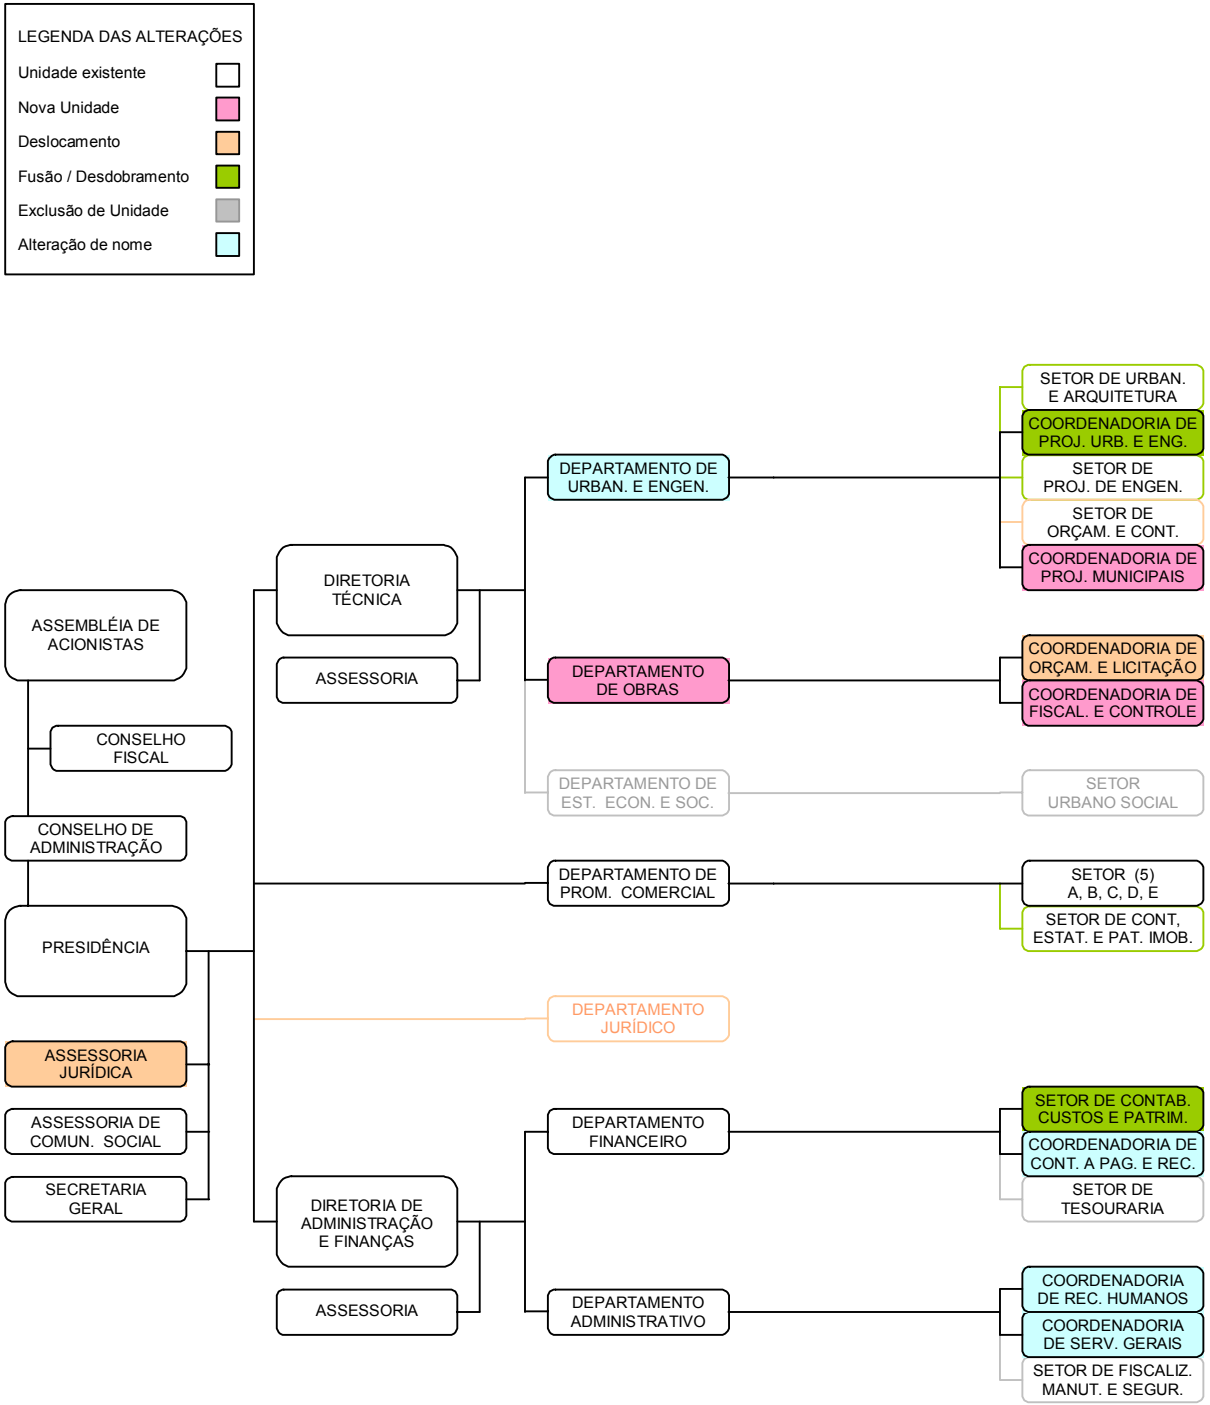 LEGENDA DAS ALTERAÇÕES
Unidade existente
Nova Unidade
Deslocamento
Fusão / Desdobramento
Exclusão de Unidade
Alteração de nome
ASSEMBLÉIA DE
ACIONISTAS
CONSELHO
FISCAL
CONSELHO DE
ADMINISTRAÇÃO
PRESIDÊNCIA
ASSESSORIA
JURÍDICA
ASSESSORIA DE
COMUN. SOCIAL
SECRETARIA
GERAL
DIRETORIA
TÉCNICA
ASSESSORIA
DIRETORIA DE
ADMINISTRAÇÃO
E FINANÇAS
ASSESSORIA
DEPARTAMENTO DE
URBAN. E ENGEN.
DEPARTAMENTO
DE OBRAS
DEPARTAMENTO DE
EST. ECON. E SOC.
DEPARTAMENTO DE
PROM. COMERCIAL
DEPARTAMENTO
JURÍDICO
DEPARTAMENTO
FINANCEIRO
DEPARTAMENTO
ADMINISTRATIVO
SETOR DE URBAN.
E ARQUITETURA
COORDENADORIA DE
PROJ. URB. E ENG.
SETOR DE
PROJ. DE ENGEN.
SETOR DE
ORÇAM. E CONT.
COORDENADORIA DE
PROJ. MUNICIPAIS
COORDENADORIA DE
ORÇAM. E LICITAÇÃO
COORDENADORIA DE
FISCAL. E CONTROLE
SETOR
URBANO SOCIAL
SETOR (5)
A, B, C, D, E
SETOR DE CONT,
ESTAT. E PAT. IMOB.
SETOR DE CONTAB.
CUSTOS E PATRIM.
COORDENADORIA DE
CONT. A PAG. E REC.
SETOR DE
TESOURARIA
COORDENADORIA
DE REC. HUMANOS
COORDENADORIA
DE SERV. GERAIS
SETOR DE FISCALIZ.
MANUT. E SEGUR.